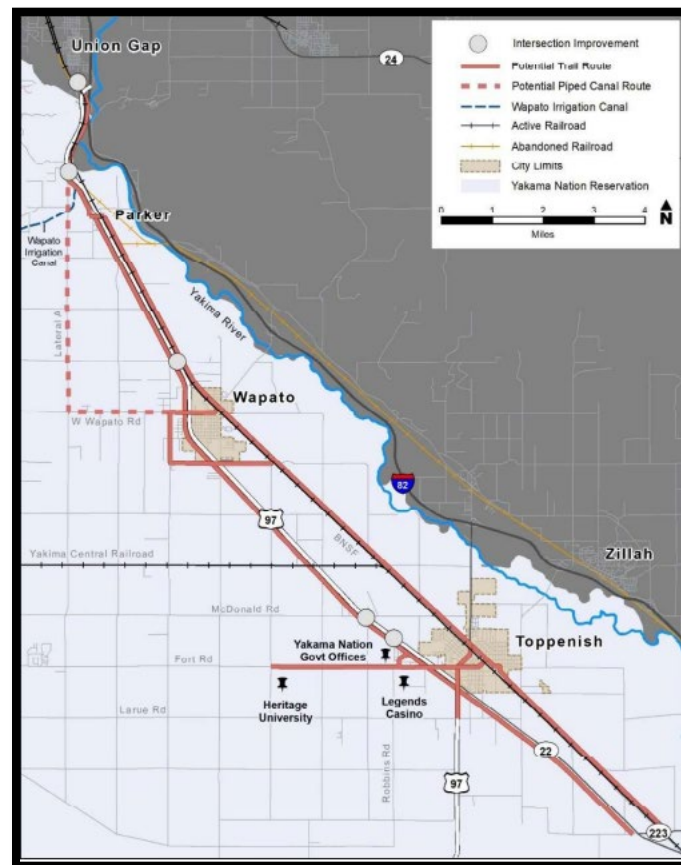 Union Gap
24
Intersection Improvement
Potential Trail Route
Potential Piped Canal Route
Wapato Irrigation Canal
Active Railroad
Abandoned Railroad
City Limits
Yakama Nation Reservation
0 1 2 3 4
Miles
N
Parker
Wapato
Irrigation
Canal
Lateral A
Yakima River
Wapato
W Wapato Rd
82
97
BNSF
Zillah
Yakima Central Railroad
McDonald Rd
Toppenish
Yakama Nation
Govt Offices
Fort Rd
Heritage
University
Legends
Casino
Larue Rd
Robbins Rd
22
97
223